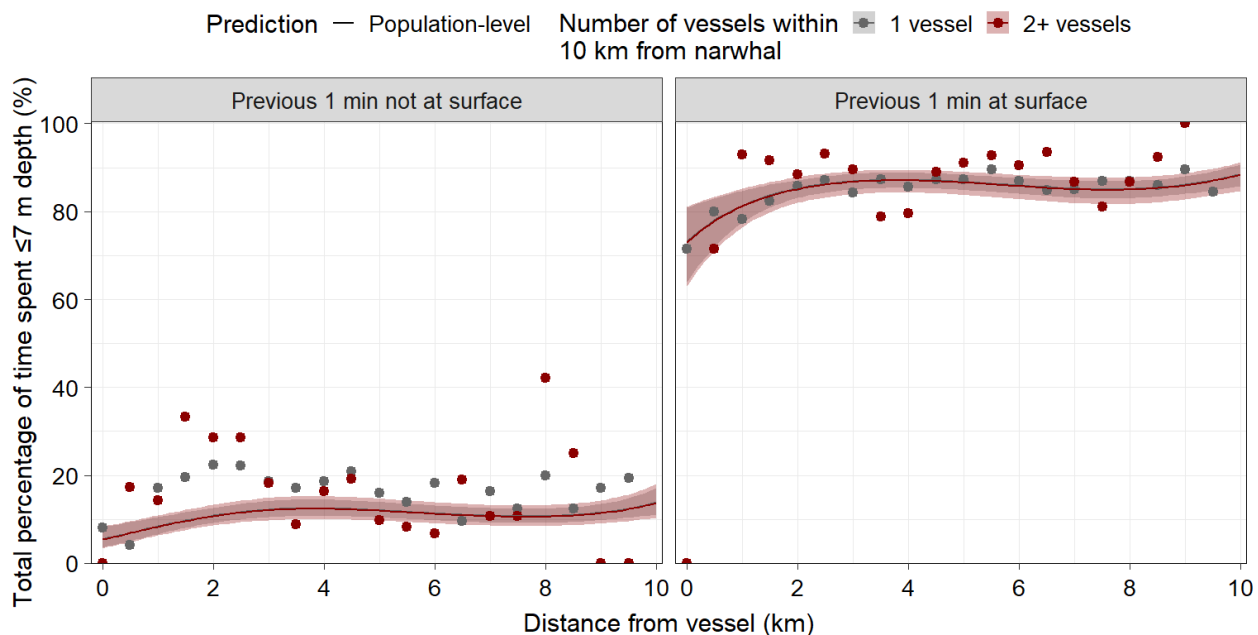 Prediction — Population-level Number of vessels within 10 km from narwhal 1 vessel 2+ vessels
Previous 1 min not at surface
Previous 1 min at surface
Total percentage of time spent ≤7 m depth (%)
100
80
60
40
20
0
0 2 4 6 8 10
0 2 4 6 8 10
Distance from vessel (km)